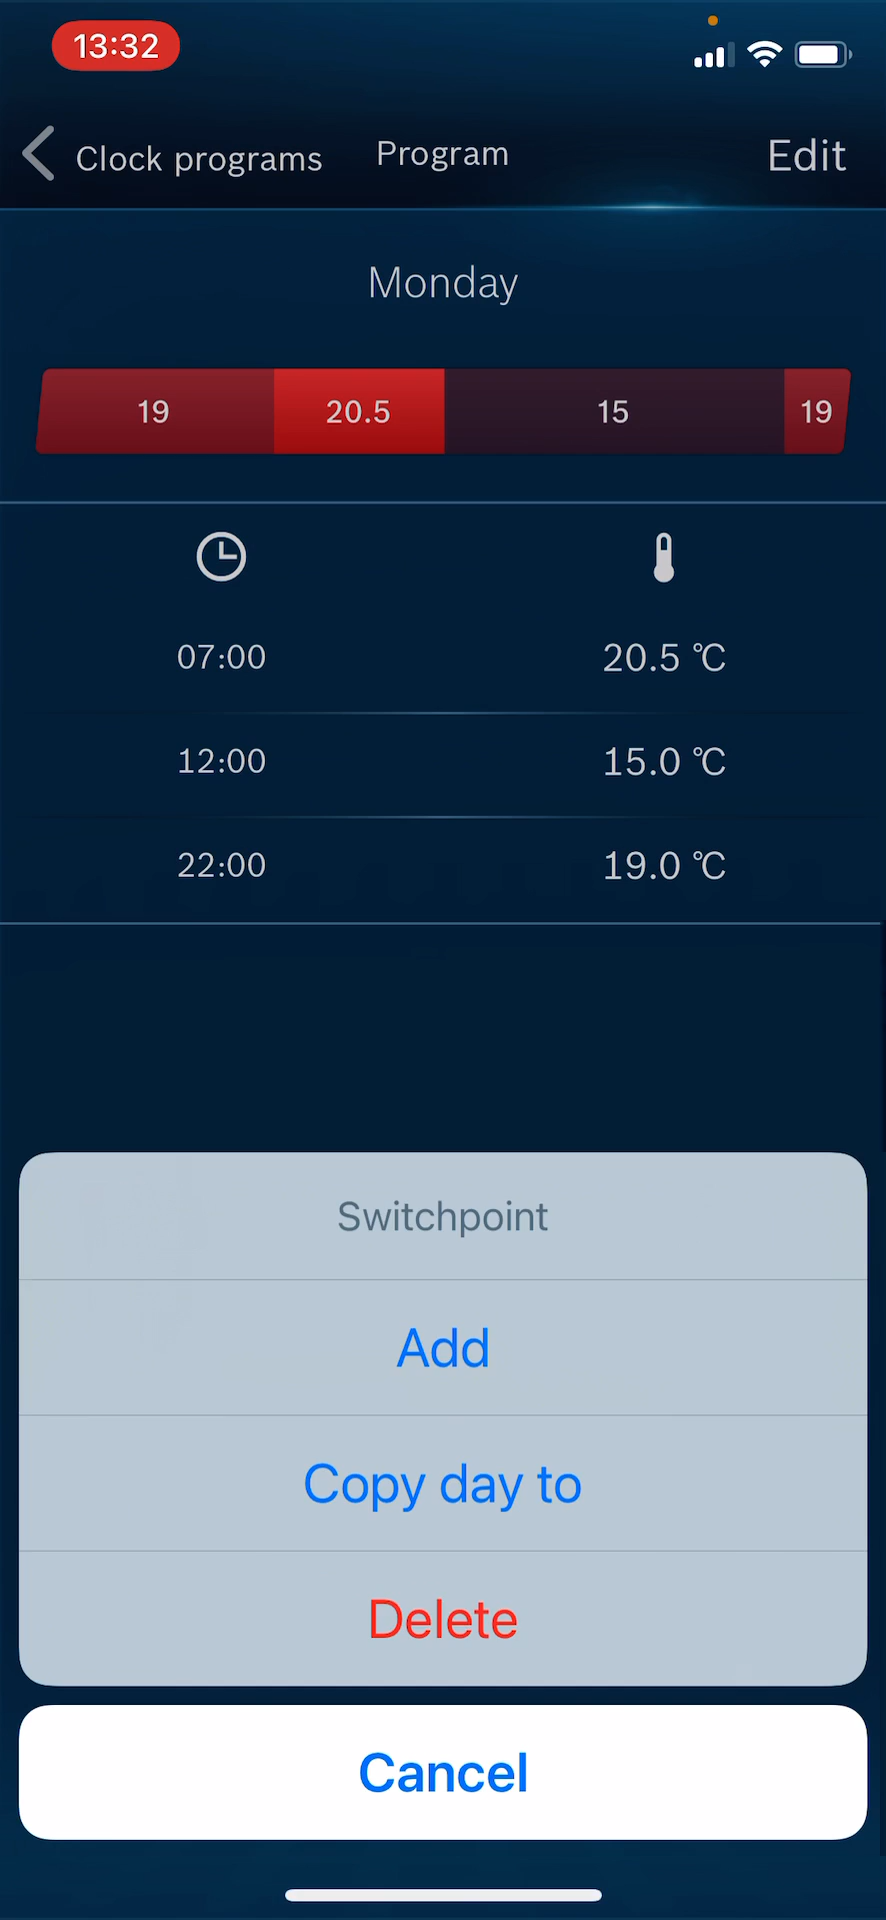 13:32
Clock programs
Program
Edit
Monday
19 20.5 15 19
07:00 20.5 °C
12:00 15.0 °C
22:00 19.0 °C
Switchpoint
Add
Copy day to
Delete
Cancel